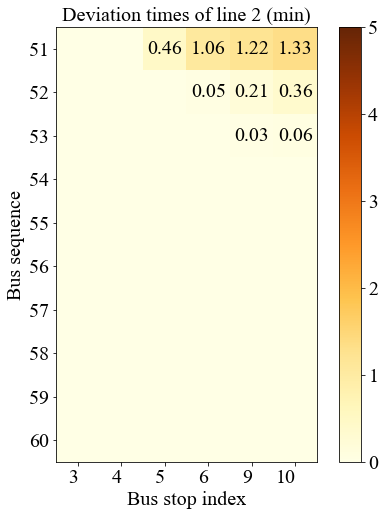 Deviation times of line 2 (min)
51 0.46 1.06 1.22 1.33
52 0.05 0.21 0.36
53 0.03 0.06
54
55
56
57
58
59
60
3 4 5 6 9 10
Bus stop index
Bus sequence
5
4
3
2
1
0